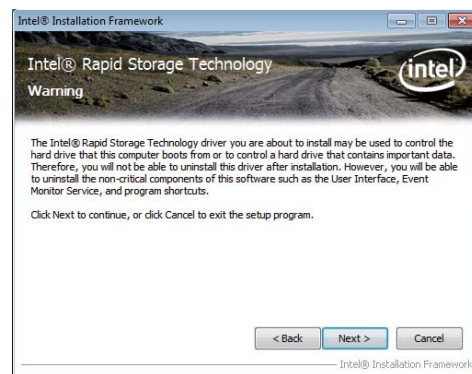 Intel® Installation Framework
Intel® Rapid Storage Technology
Warning
intel
The Intel® Rapid Storage Technology driver you are about to install may be used to control the
hard drive that this computer boots from or to control a hard drive that contains important data.
Therefore, you will not be able to uninstall this driver after installation. However, you will be able
to uninstall the non-critical components of this software such as the User Interface, Event
Monitor Service, and program shortcuts.
Click Next to continue, or click Cancel to exit the setup program.
< Back Next > Cancel
Intel® Installation Framework